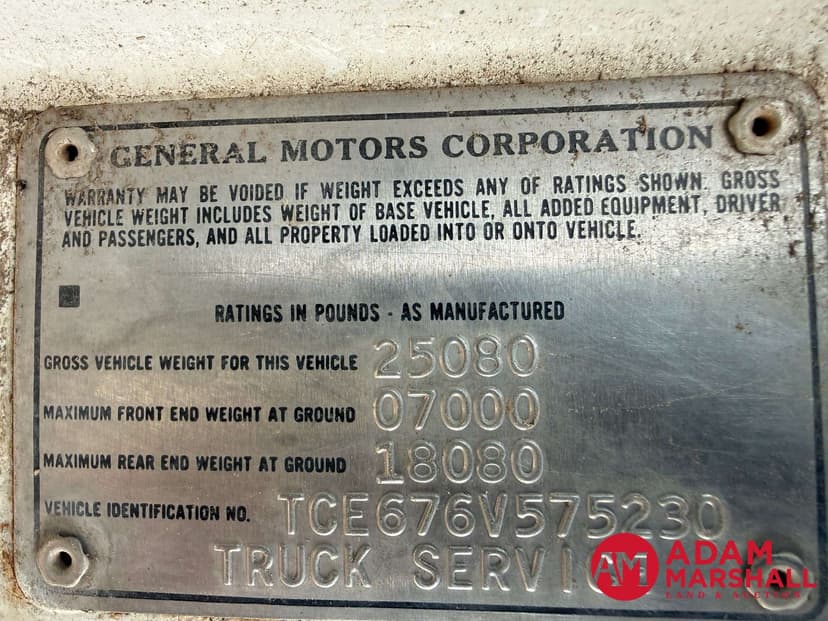 GENERAL MOTORS CORPORATION
WARRANTY MAY BE VOIDED IF WEIGHT EXCEEDS ANY OF RATINGS SHOWN. GROSS
VEHICLE WEIGHT INCLUDES WEIGHT OF BASE VEHICLE, ALL ADDED EQUIPMENT, DRIVER
AND PASSENGERS, AND ALL PROPERTY LOADED INTO OR ONTO VEHICLE.
RATINGS IN POUNDS - AS MANUFACTURED
GROSS VEHICLE WEIGHT FOR THIS VEHICLE 25080
MAXIMUM FRONT END WEIGHT AT GROUND 07000
MAXIMUM REAR END WEIGHT AT GROUND 18080
VEHICLE IDENTIFICATION NO. TCE676V575230
TRUCK
AM ADAM
MARSHALL
LAND & AUCTION